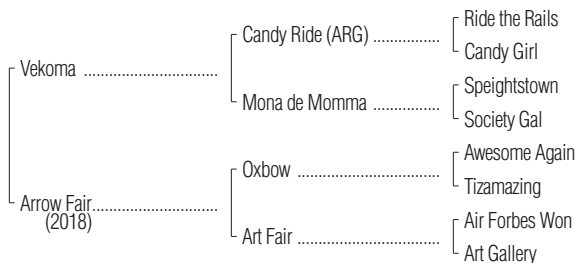 Ride the Rails
Candy Ride (ARG) ................
Candy Girl
Vekoma ................................
Speightstown
Mona de Momma ................
Society Gal
Awesome Again
Oxbow ..................................
Tizamazing
Arrow Fair..............................
(2018)
Air Forbes Won
Art Fair ..................................
Art Gallery